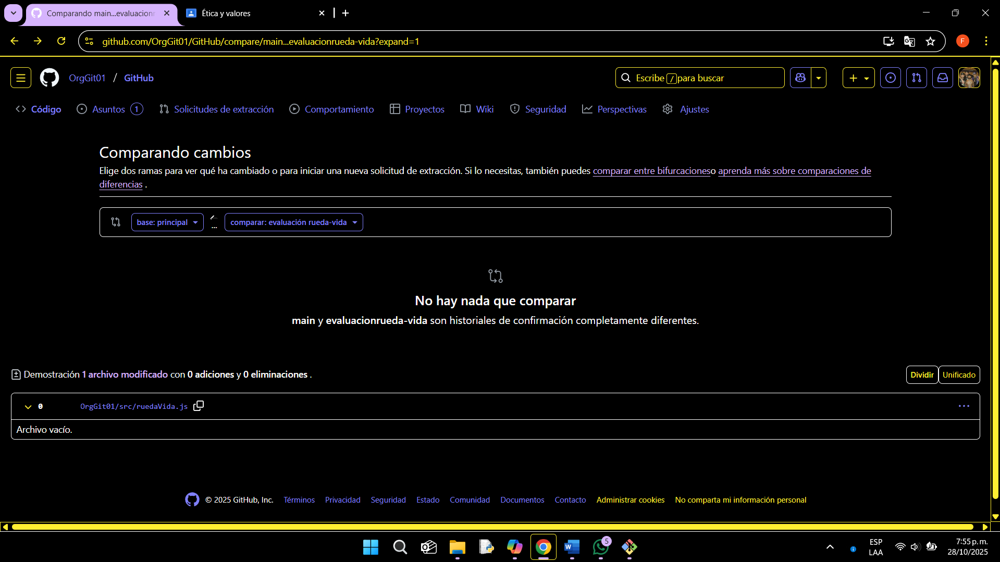 Comparando main...evaluacionr
Ética y valores
github.com/OrgGit01/GitHub/compare/main...evaluacionrueda-vida?expand=1
F
OrgGit01 / GitHub
Escribe / para buscar
Código
Asuntos 1
Solicitudes de extracción
Comportamiento
Proyectos
Wiki
Seguridad
Perspectivas
Ajustes
Comparando cambios
Elige dos ramas para ver qué ha cambiado o para iniciar una nueva solicitud de extracción. Si lo necesitas, también puedes comparar entre bifurcacioneso aprenda más sobre comparaciones de
diferencias .
base: principal
...
comparar: evaluación rueda-vida
No hay nada que comparar
main y evaluacionrueda-vida son historiales de confirmación completamente diferentes.
Demostración 1 archivo modificado con 0 adiciones y 0 eliminaciones .
Dividir
Unificado
0
OrgGit01/src/ruedaVida.js
Archivo vacío.
© 2025 GitHub, Inc.
Términos
Privacidad
Seguridad
Estado
Comunidad
Documentos
Contacto
Administrar cookies
No comparta mi información personal
5
ESP
LAA
7:55 p. m.
28/10/2025